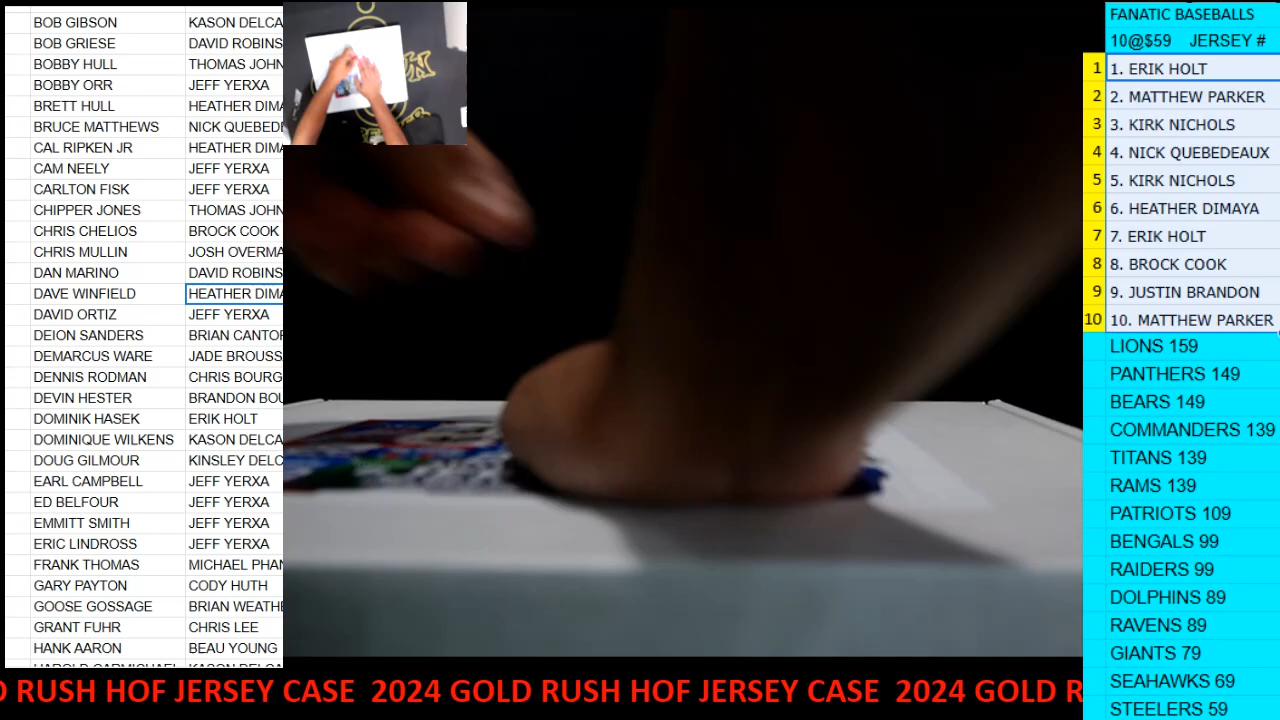 BOB GIBSON KASON DELCA
BOB GRIESE DAVID ROBINS
BOBBY HULL THOMAS JOHN
BOBBY ORR JEFF YERXA
BRETT HULL HEATHER DIMA
BRUCE MATTHEWS NICK QUEBEDI
CAL RIPKEN JR HEATHER DIMA
CAM NEELY JEFF YERXA
CARLTON FISK JEFF YERXA
CHIPPER JONES THOMAS JOHN
CHRIS CHELIOS BROCK COOK
CHRIS MULLIN JOSH OVERMA
DAN MARINO DAVID ROBINS
DAVE WINFIELD HEATHER DIMA
DAVID ORTIZ JEFF YERXA
DEION SANDERS BRIAN CANTOR
DEMARCUS WARE JADE BROUSS
DENNIS RODMAN CHRIS BOURG
DEVIN HESTER BRANDON BOU
DOMINIK HASEK ERIK HOLT
DOMINIQUE WILKENS KASON DELCA
DOUG GILMOUR KINSLEY DELC
EARL CAMPBELL JEFF YERXA
ED BELFOUR JEFF YERXA
EMMITT SMITH JEFF YERXA
ERIC LINDROSS JEFF YERXA
FRANK THOMAS MICHAEL PHAN
GARY PAYTON CODY HUTH
GOOSE GOSSAGE BRIAN WEATHE
GRANT FUHR CHRIS LEE
HANK AARON BEAU YOUNG
FANATIC BASEBALLS
10@$59 JERSEY #
1 1. ERIK HOLT
2 2. MATTHEW PARKER
3 3. KIRK NICHOLS
4 4. NICK QUEBEDEAUX
5 5. KIRK NICHOLS
6 6. HEATHER DIMAYA
7 7. ERIK HOLT
8 8. BROCK COOK
9 9. JUSTIN BRANDON
10 10. MATTHEW PARKER
LIONS 159
PANTHERS 149
BEARS 149
COMMANDERS 139
TITANS 139
RAMS 139
PATRIOTS 109
BENGALS 99
RAIDERS 99
DOLPHINS 89
RAVENS 89
GIANTS 79
SEAHAWKS 69
STEELERS 59
D RUSH HOF JERSEY CASE 2024 GOLD RUSH HOF JERSEY CASE 2024 GOLD R